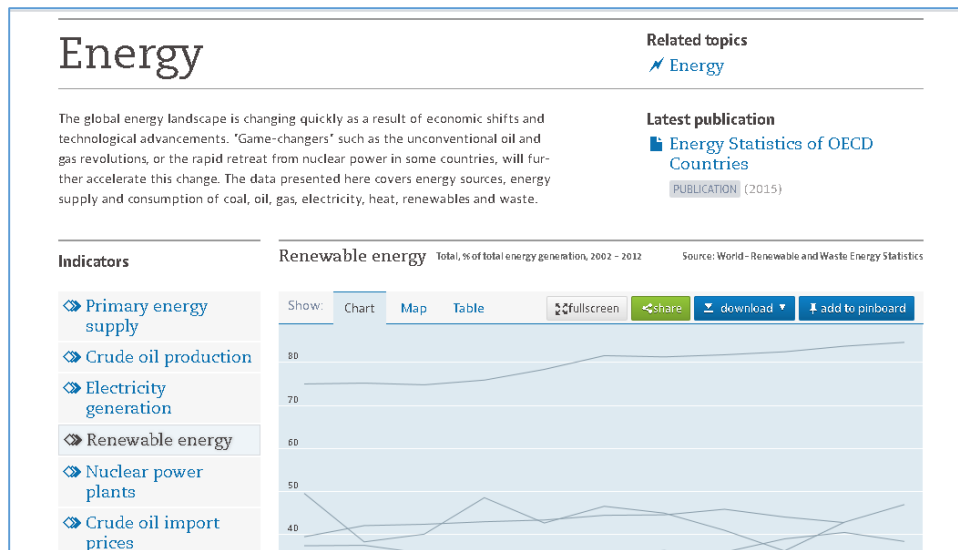 Energy
Related topics
Energy
The global energy landscape is changing quickly as a result of economic shifts and
technological advancements. "Game-changers" such as the unconventional oil and
gas revolutions, or the rapid retreat from nuclear power in some countries, will fur-
ther accelerate this change. The data presented here covers energy sources, energy
supply and consumption of coal, oil, gas, electricity, heat, renewables and waste.
Latest publication
Energy Statistics of OECD
Countries
PUBLICATION (2015)
Indicators
Primary energy
supply
Crude oil production
Electricity
generation
Renewable energy
Nuclear power
plants
Crude oil import
prices
Renewable energy Total, % of total energy generation, 2002 - 2012 Source: World - Renewable and Waste Energy Statistics
Show: Chart Map Table fullscreen share download add to pinboard
80
70
60
50
40